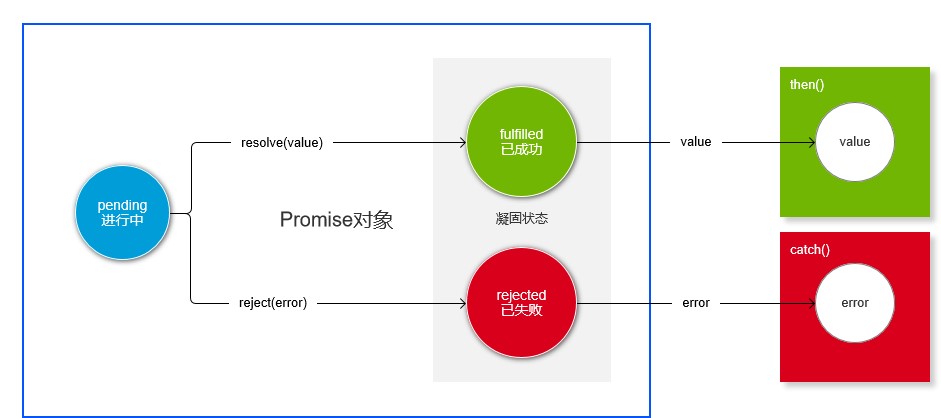 then()
fulfilled
已成功
resolve(value)
value
value
pending
进行中
Promise对象
凝固状态
catch()
rejected
已失败
reject(error)
error
error